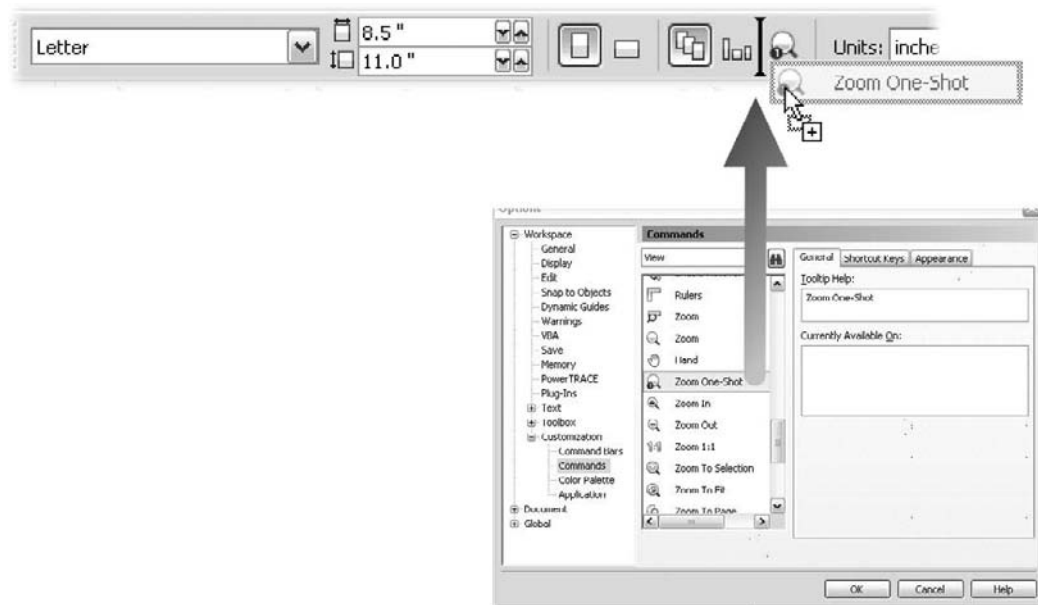 Letter
8.5 "
11.0 "
Units: inche
Zoom One-Shot
Options
Workspace
General
Display
Edit
Snap to Objects
Dynamic Guides
Warnings
VBA
Save
Memory
PowerTRACE
Plug-Ins
Text
Toolbox
Customization
Command Bars
Commands
Color Palette
Application
Document
Global
Commands
View
Rulers
Zoom
Zoom
Hand
Zoom One-Shot
Zoom In
Zoom Out
Zoom 1:1
Zoom To Selection
Zoom To Fit
Zoom To Page
General Shortcut Keys Appearance
Tooltip Help:
Zoom One-Shot
Currently Available On:
OK Cancel Help